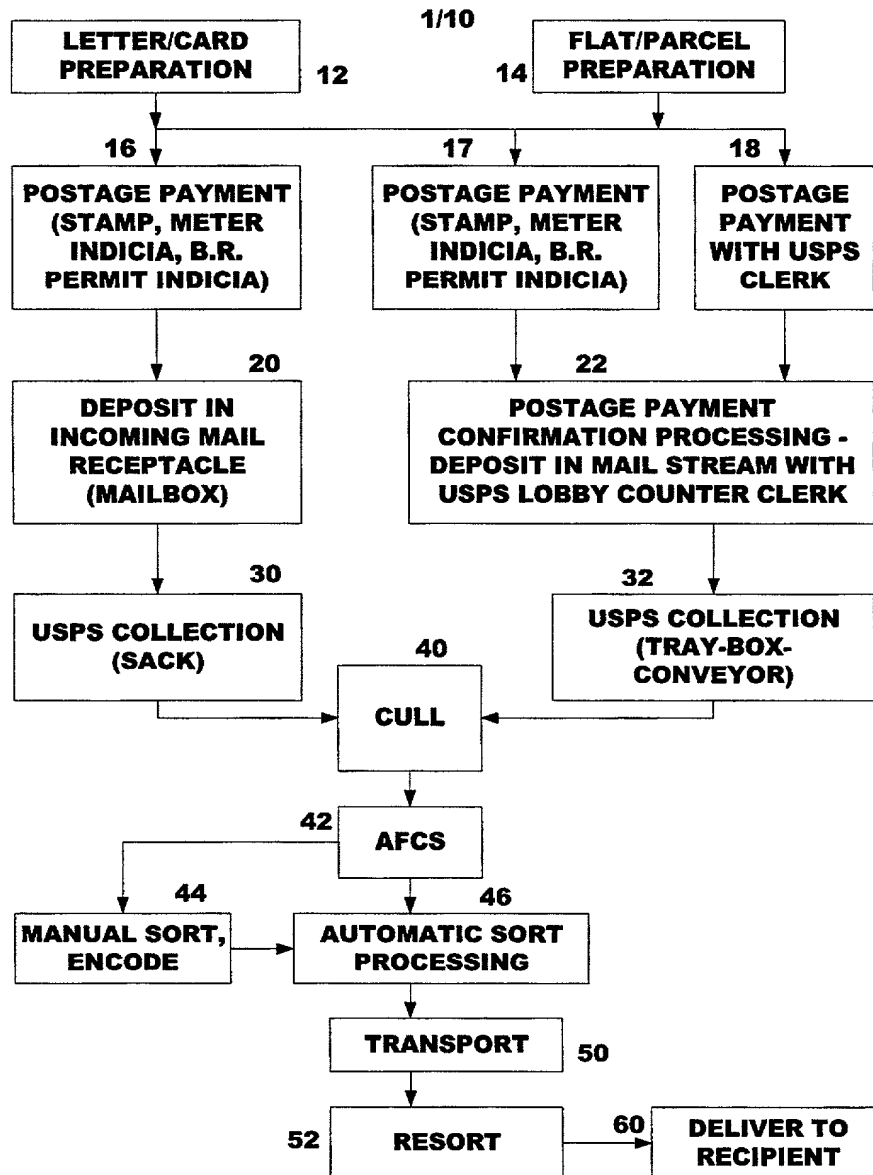 1/10
LETTER/CARD
PREPARATION
12
14
FLAT/PARCEL
PREPARATION
16
17
18
POSTAGE PAYMENT
(STAMP, METER
INDICIA, B.R.
PERMIT INDICIA)
POSTAGE PAYMENT
(STAMP, METER
INDICIA, B.R.
PERMIT INDICIA)
POSTAGE
PAYMENT
WITH USPS
CLERK
20
22
DEPOSIT IN
INCOMING MAIL
RECEPTACLE
(MAILBOX)
POSTAGE PAYMENT
CONFIRMATION PROCESSING -
DEPOSIT IN MAIL STREAM WITH
USPS LOBBY COUNTER CLERK
30
32
USPS COLLECTION
(SACK)
USPS COLLECTION
(TRAY-BOX-
CONVEYOR)
40
CULL
42
AFCS
44
46
MANUAL SORT,
ENCODE
AUTOMATIC SORT
PROCESSING
TRANSPORT
50
52
RESORT
60
DELIVER TO
RECIPIENT